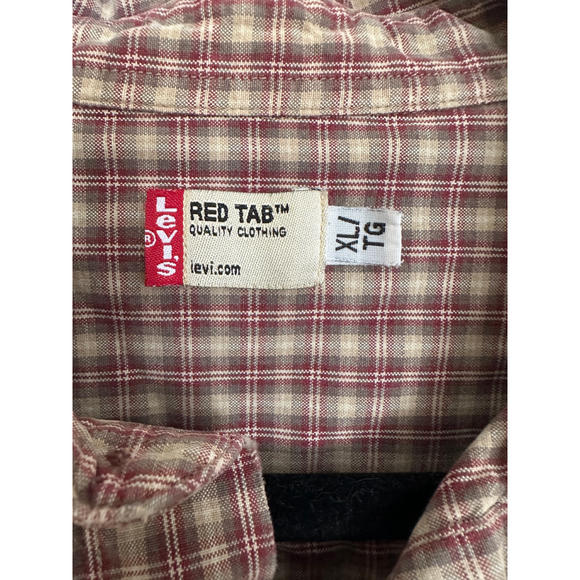 LEVI'S
®
RED TAB™
QUALITY CLOTHING
levi.com
XL/
TG